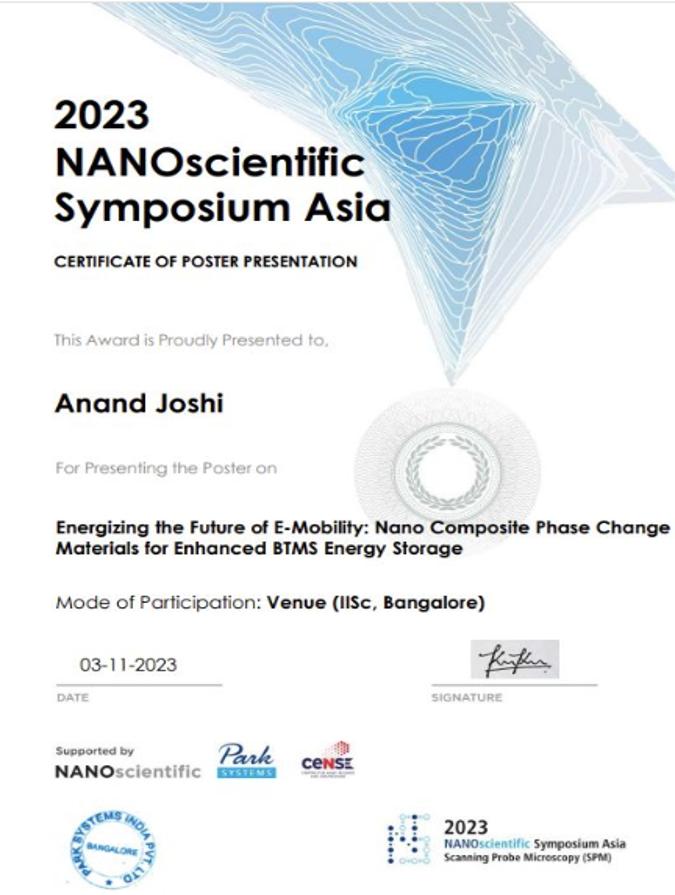 2023
NANOscientific
Symposium Asia
CERTIFICATE OF POSTER PRESENTATION
This Award is Proudly Presented to,
Anand Joshi
For Presenting the Poster on
Energizing the Future of E-Mobility: Nano Composite Phase Change
Materials for Enhanced BTMS Energy Storage
Mode of Participation: Venue (IISc, Bangalore)
03-11-2023
DATE
SIGNATURE
Supported by
NANOscientific
Park
SYSTEMS
CeNSE
PARK SYSTEMS INDIA PVT. LTD
BANGALORE
2023
NANOscientific Symposium Asia
Scanning Probe Microscopy (SPM)